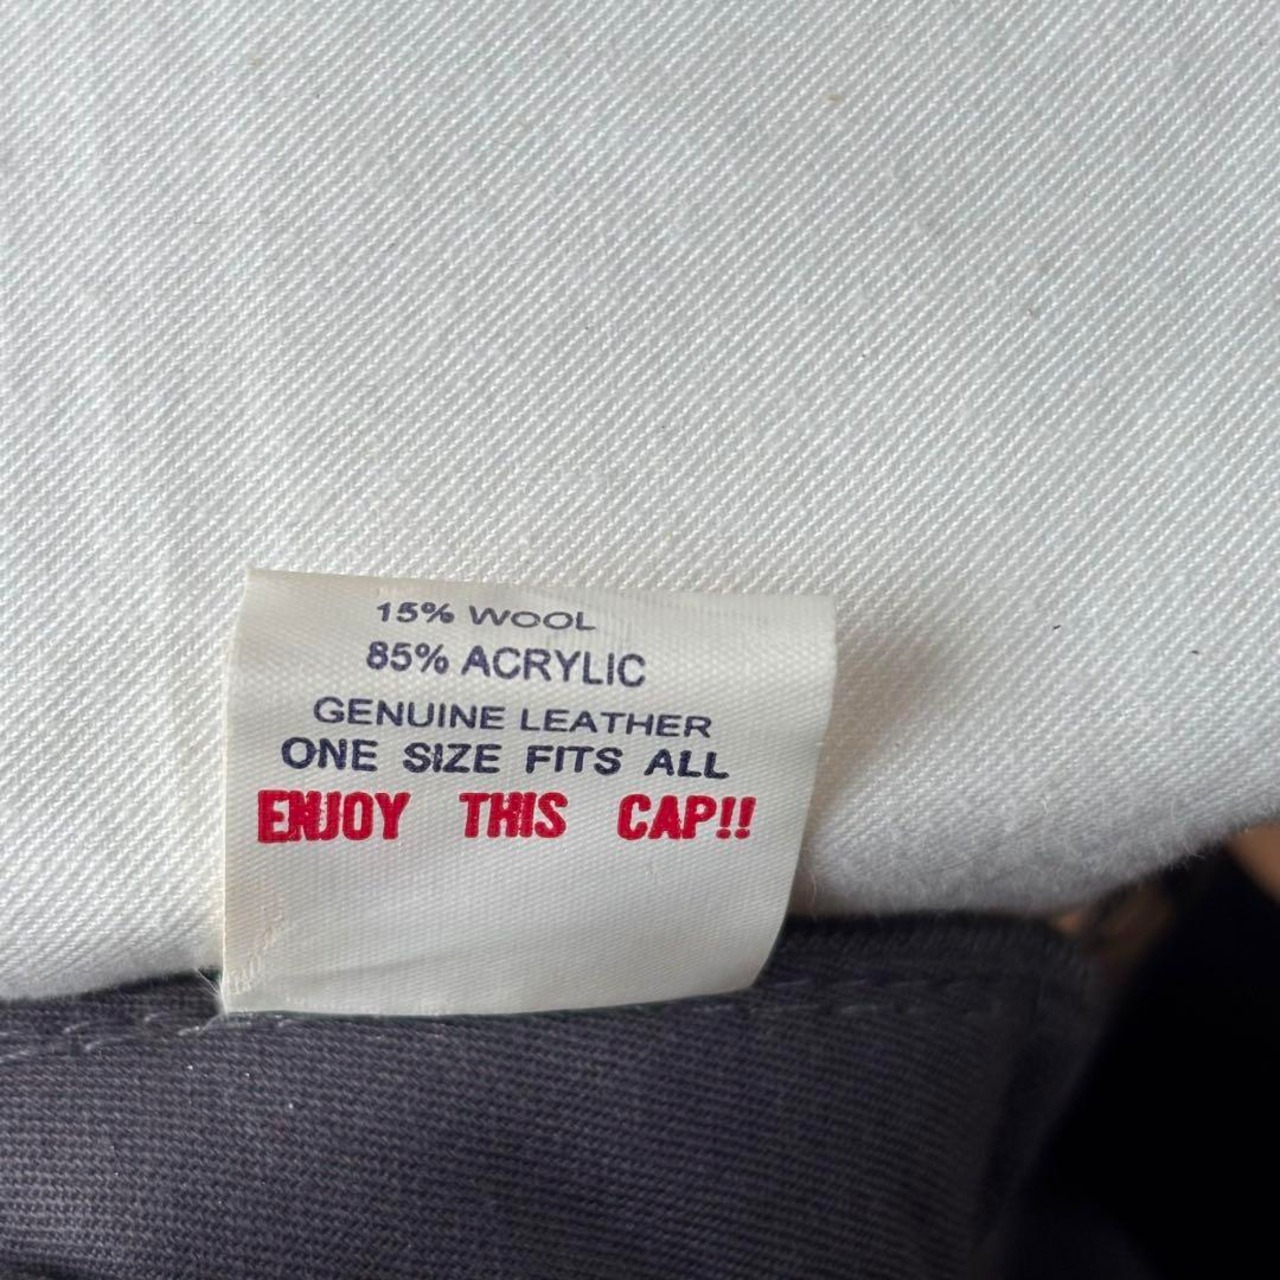 15% WOOL
85% ACRYLIC
GENUINE LEATHER
ONE SIZE FITS ALL
ENJOY THIS CAP!!